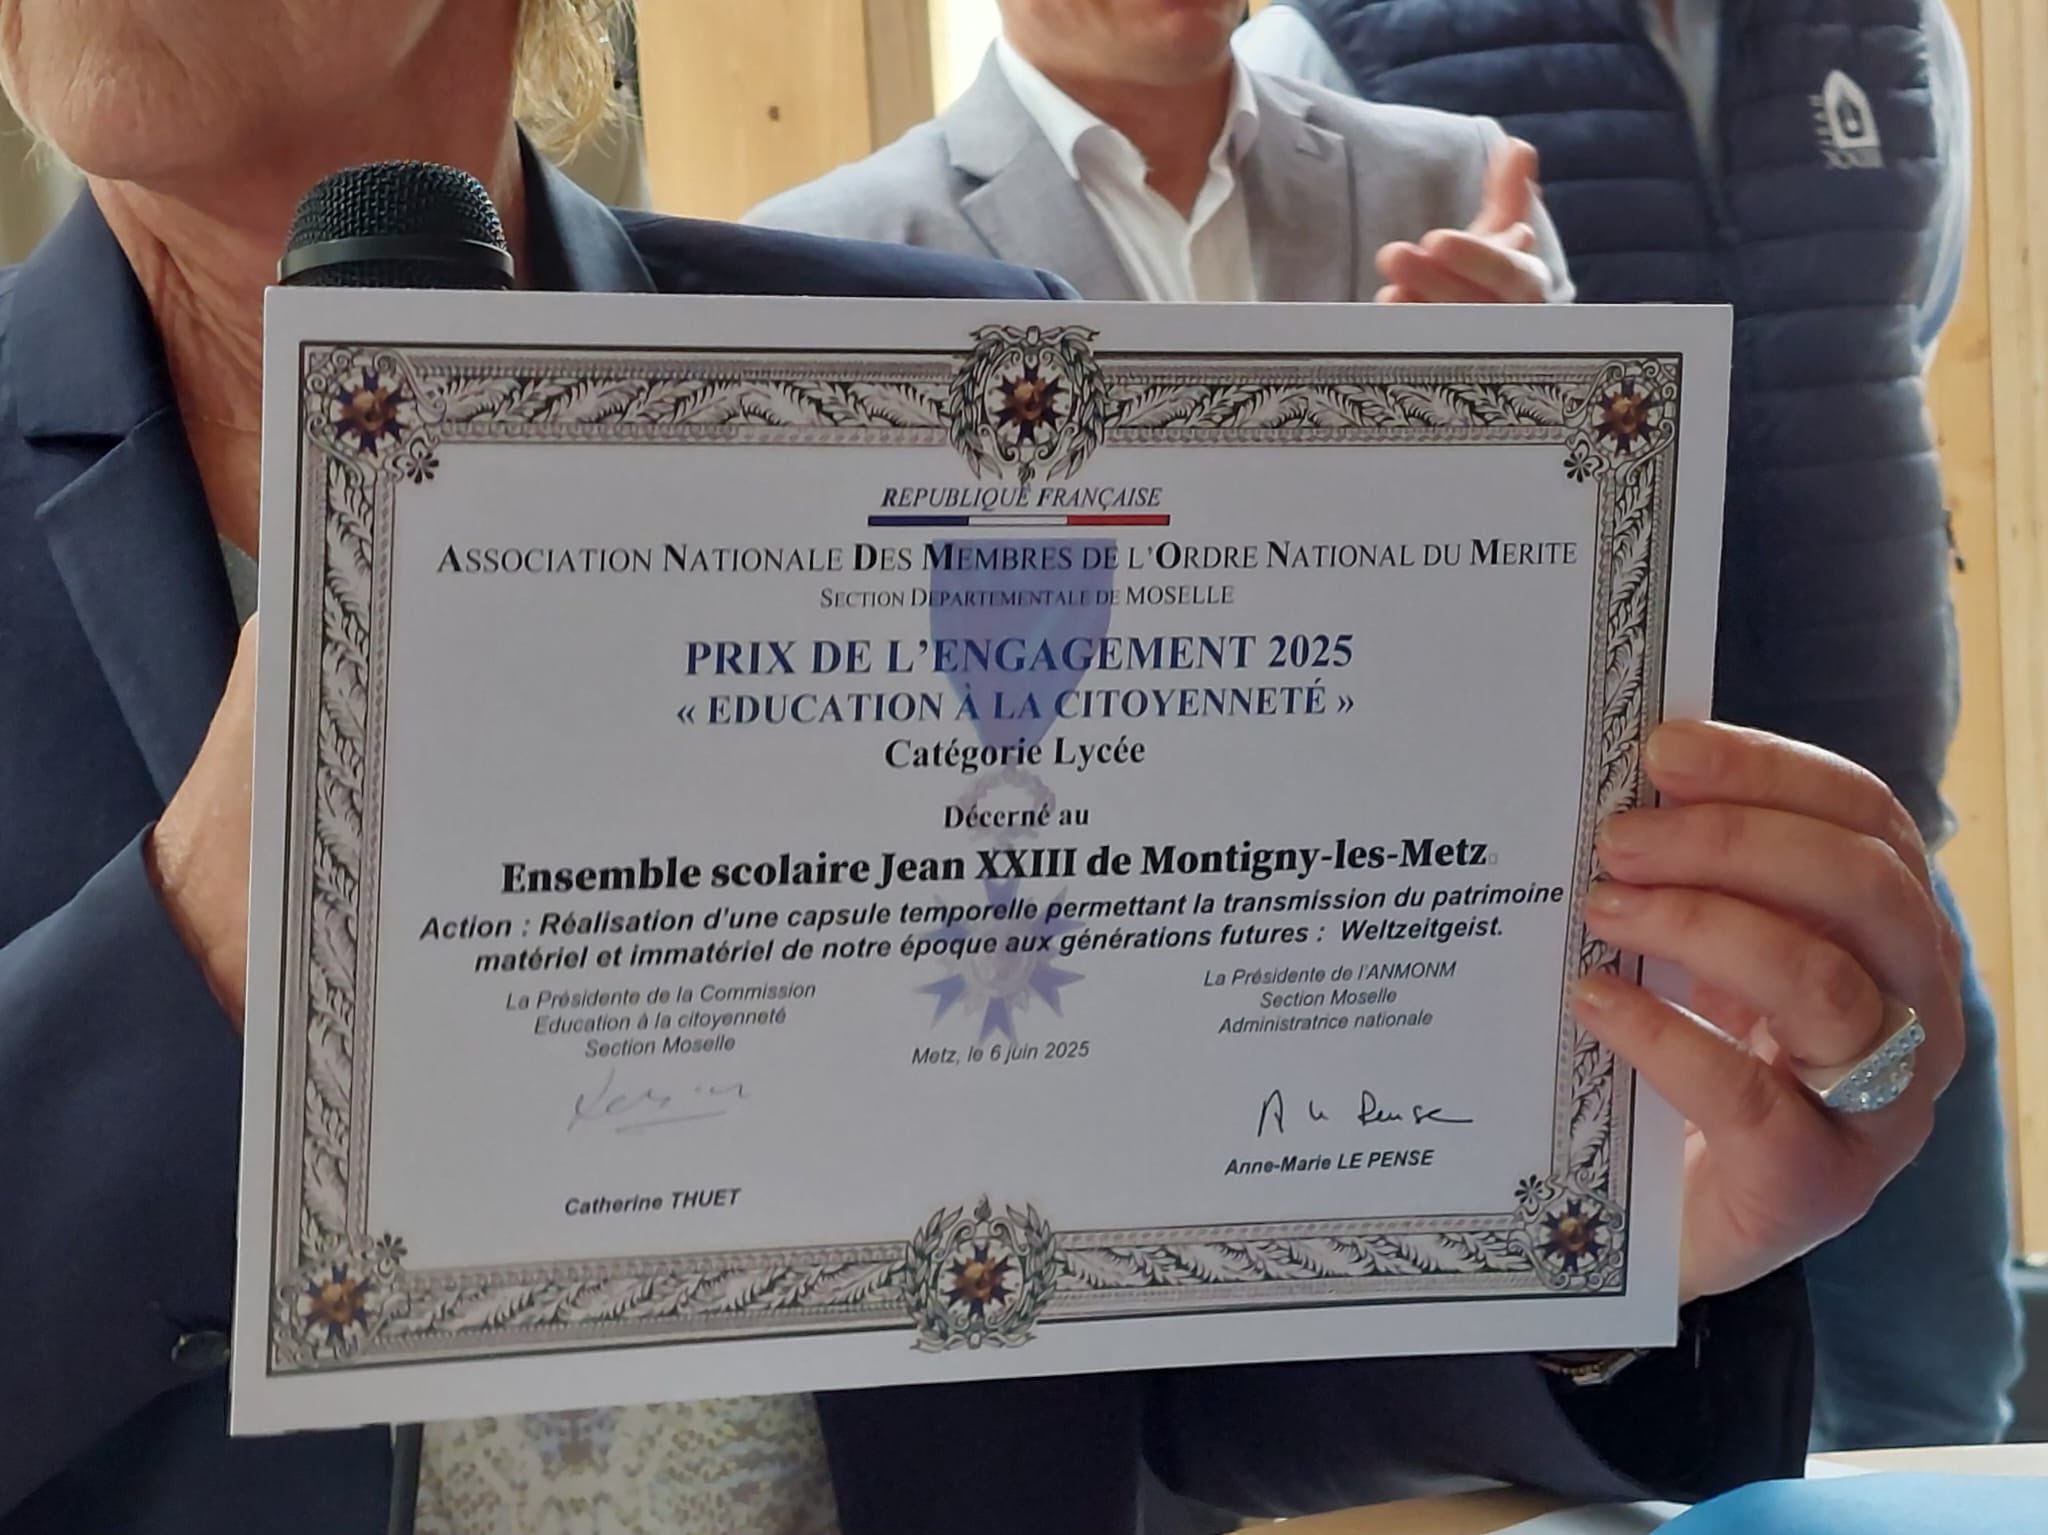 JEAN
XXIII
REPUBLIQUE FRANÇAISE
ASSOCIATION NATIONALE DES MEMBRES DE L'ORDRE NATIONAL DU MERITE
SECTION DEPARTEMENTALE DE MOSELLE
PRIX DE L'ENGAGEMENT 2025
« EDUCATION À LA CITOYENNETÉ »
Catégorie Lycée
Décerné au
Ensemble scolaire Jean XXIII de Montigny-les-Metz
Action : Réalisation d'une capsule temporelle permettant la transmission du patrimoine
matériel et immatériel de notre époque aux générations futures : Weltzeitgeist.
La Présidente de la Commission
Education à la citoyenneté
Section Moselle
La Présidente de l'ANMONM
Section Moselle
Administratrice nationale
Metz, le 6 juin 2025
A Le Pense
Catherine THUET
Anne-Marie LE PENSE